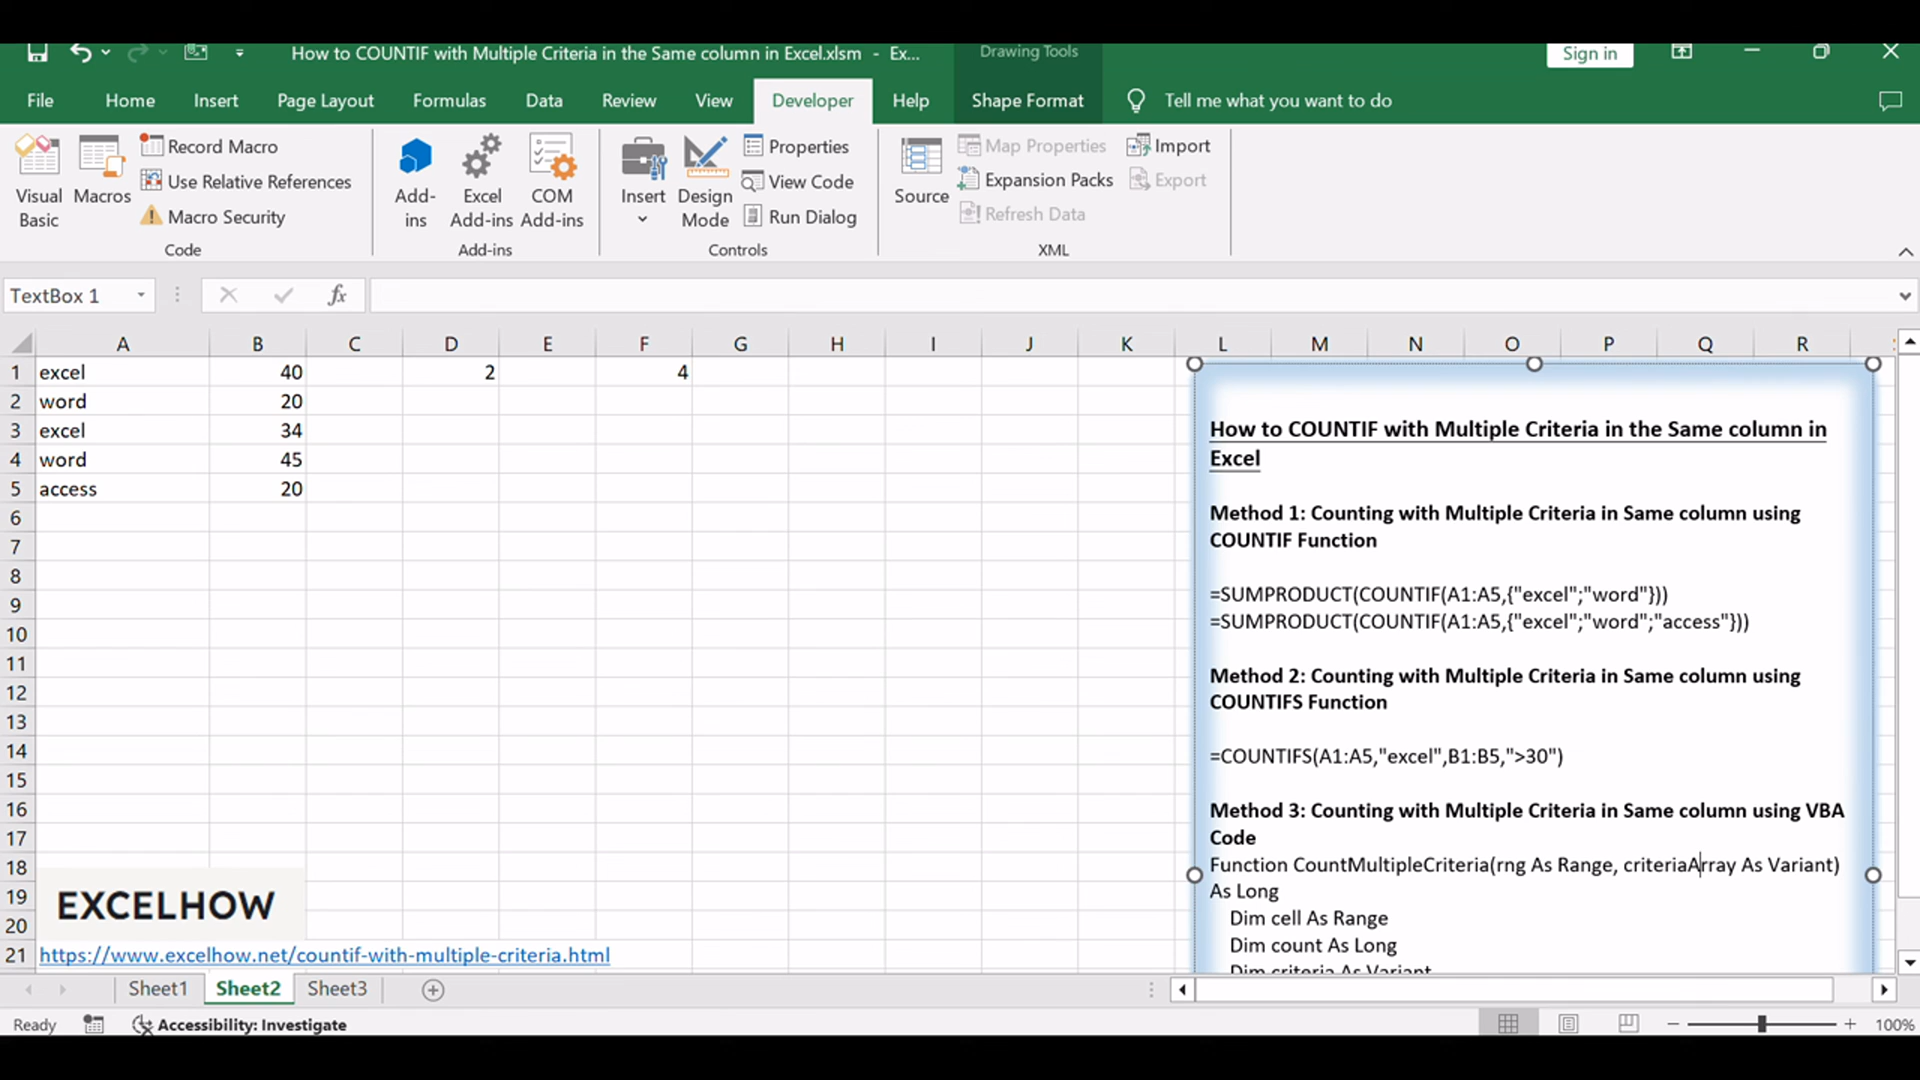 How to COUNTIF with Multiple Criteria in the Same column in Excel.xlsm - Ex...
Drawing Tools
Sign in
File Home Insert Page Layout Formulas Data Review View Developer Help Shape Format Tell me what you want to do
Visual Basic
Macros
Record Macro
Use Relative References
Macro Security
Code
Add-ins
Excel Add-ins
COM Add-ins
Add-ins
Insert
Design Mode
Properties
View Code
Run Dialog
Controls
Source
Map Properties
Expansion Packs
Refresh Data
Import
Export
XML
TextBox 1
fx
A B C D E F G H I J K L M N O P Q R
1 excel 40 2 4
2 word 20
3 excel 34
4 word 45
5 access 20
6
7
8
9
10
11
12
13
14
15
16
17
18
19
20
21 https://www.excelhow.net/countif-with-multiple-criteria.html
EXCELHOW
How to COUNTIF with Multiple Criteria in the Same column in
Excel
Method 1: Counting with Multiple Criteria in Same column using
COUNTIF Function
=SUMPRODUCT(COUNTIF(A1:A5,{"excel";"word"}))
=SUMPRODUCT(COUNTIF(A1:A5,{"excel";"word";"access"}))
Method 2: Counting with Multiple Criteria in Same column using
COUNTIFS Function
=COUNTIFS(A1:A5,"excel",B1:B5,">30")
Method 3: Counting with Multiple Criteria in Same column using VBA
Code
Function CountMultipleCriteria(rng As Range, criteriaArray As Variant)
As Long
Dim cell As Range
Dim count As Long
Dim criteria As Variant
Sheet1 Sheet2 Sheet3
Ready
Accessibility: Investigate
100%